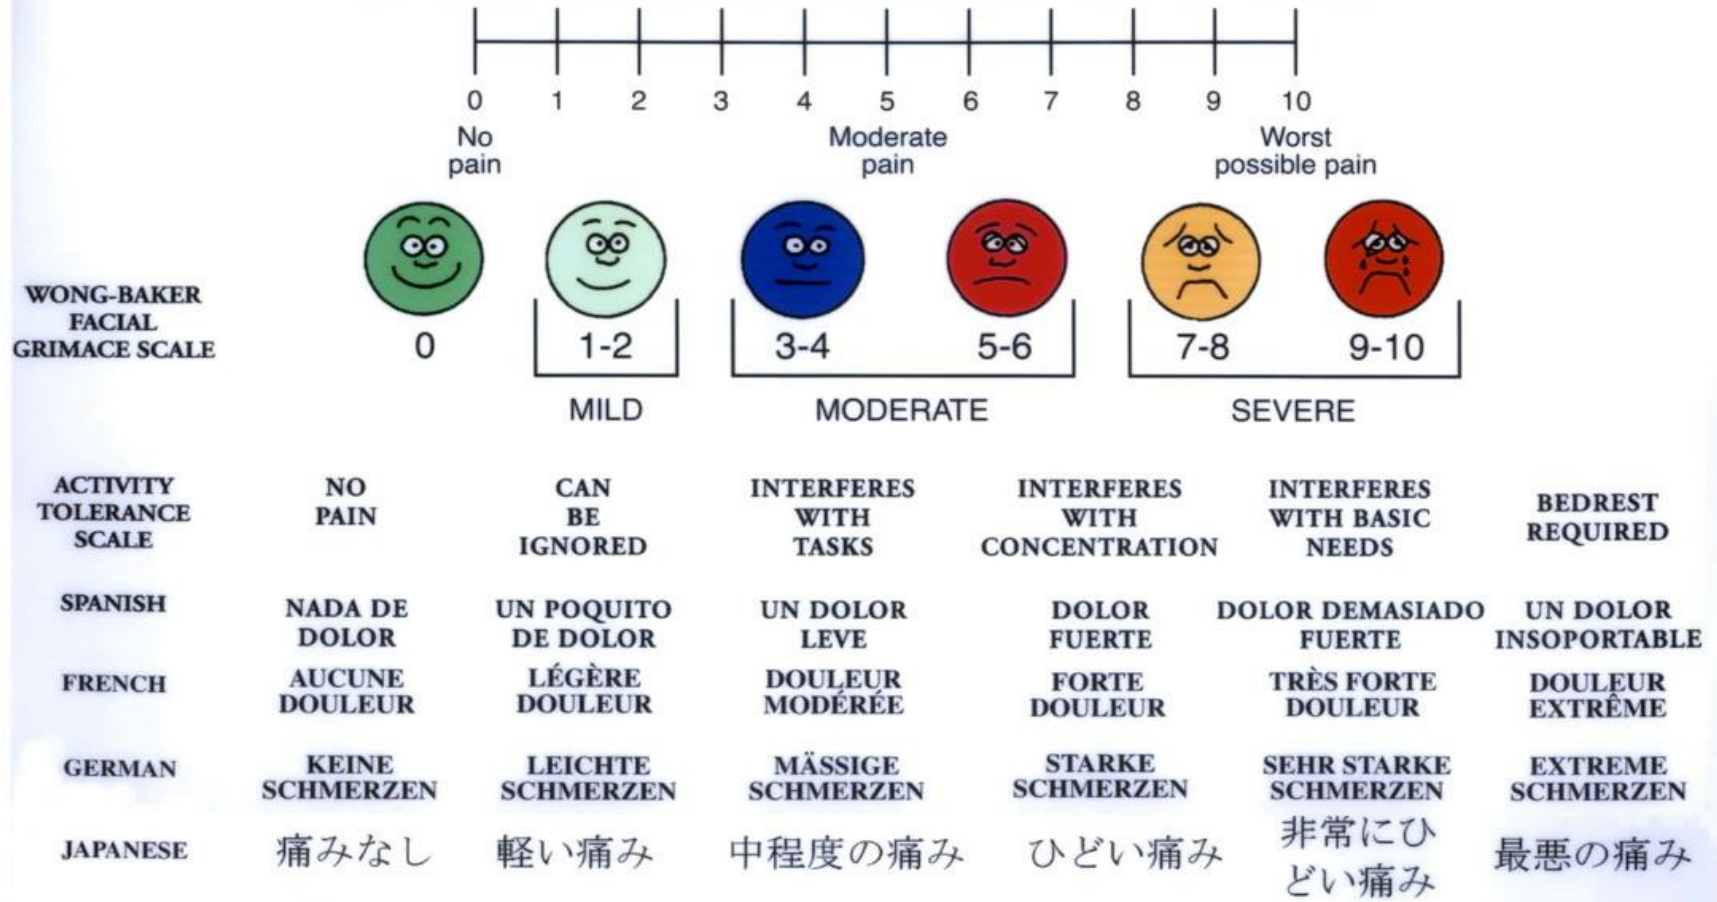 0 1 2 3 4 5 6 7 8 9 10
No Moderate Worst
pain pain possible pain
WONG-BAKER
FACIAL
GRIMACE SCALE
0 1-2 3-4 5-6 7-8 9-10
MILD MODERATE SEVERE
ACTIVITY
TOLERANCE
SCALE
NO
PAIN
CAN
BE
IGNORED
INTERFERES
WITH
TASKS
INTERFERES
WITH
CONCENTRATION
INTERFERES
WITH BASIC
NEEDS
BEDREST
REQUIRED
SPANISH
NADA DE
DOLOR
UN POQUITO
DE DOLOR
UN DOLOR
LEVE
DOLOR
FUERTE
DOLOR DEMASIADO
FUERTE
UN DOLOR
INSOPORTABLE
FRENCH
AUCUNE
DOULEUR
LÉGÈRE
DOULEUR
DOULEUR
MODÉRÉE
FORTE
DOULEUR
TRÈS FORTE
DOULEUR
DOULEUR
EXTRÊME
GERMAN
KEINE
SCHMERZEN
LEICHTE
SCHMERZEN
MÄSSIGE
SCHMERZEN
STARKE
SCHMERZEN
SEHR STARKE
SCHMERZEN
EXTREME
SCHMERZEN
JAPANESE
痛みなし
軽い痛み
中程度の痛み
ひどい痛み
非常にひ
どい痛み
最悪の痛み